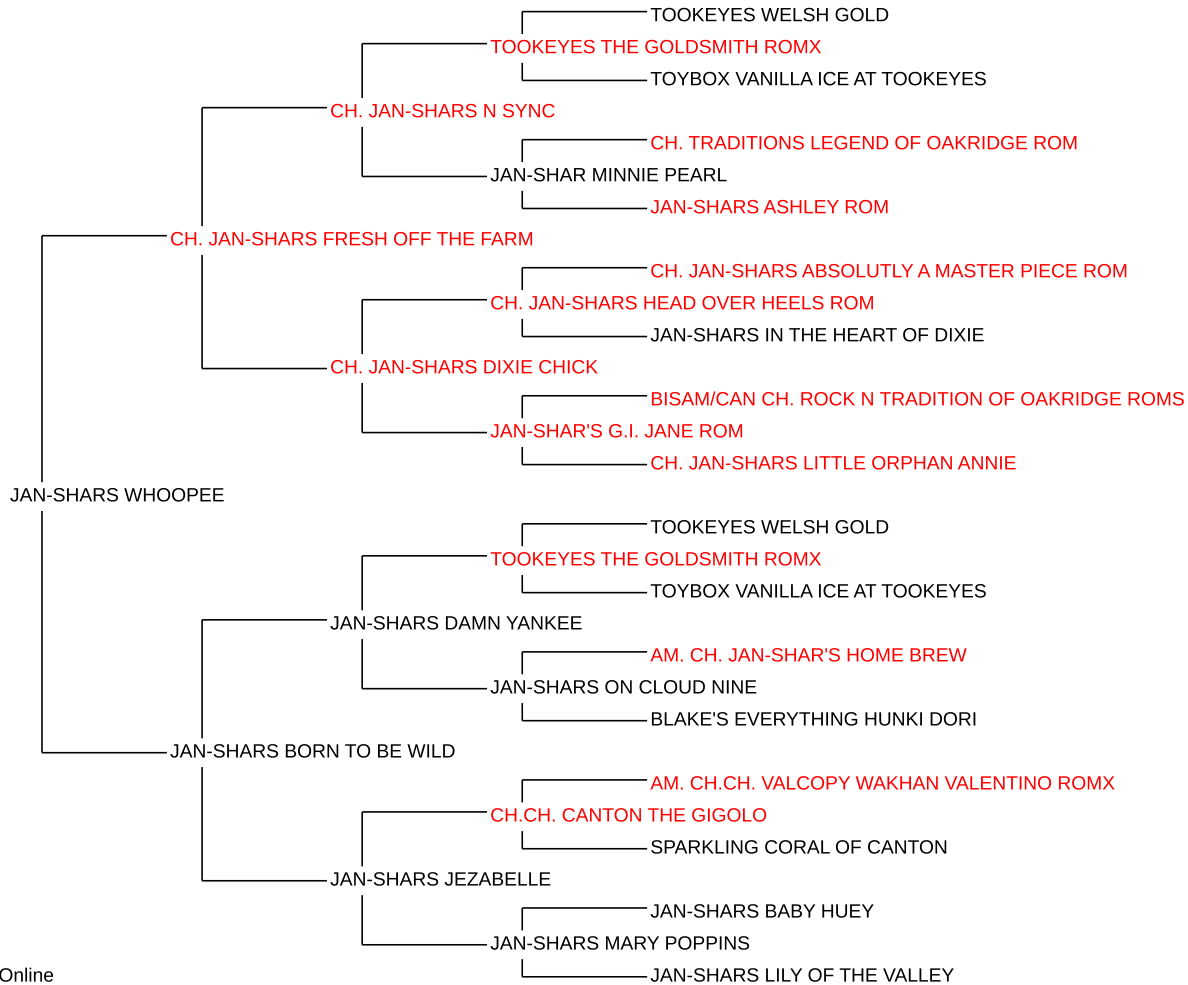 TOOKEYES WELSH GOLD
TOOKEYES THE GOLDSMITH ROMX
TOYBOX VANILLA ICE AT TOOKEYES
CH. JAN-SHARS N SYNC
CH. TRADITIONS LEGEND OF OAKRIDGE ROM
JAN-SHAR MINNIE PEARL
JAN-SHARS ASHLEY ROM
CH. JAN-SHARS FRESH OFF THE FARM
CH. JAN-SHARS ABSOLUTLY A MASTER PIECE ROM
CH. JAN-SHARS HEAD OVER HEELS ROM
JAN-SHARS IN THE HEART OF DIXIE
CH. JAN-SHARS DIXIE CHICK
BISAM/CAN CH. ROCK N TRADITION OF OAKRIDGE ROMS
JAN-SHAR'S G.I. JANE ROM
CH. JAN-SHARS LITTLE ORPHAN ANNIE
JAN-SHARS WHOOPEE
TOOKEYES WELSH GOLD
TOOKEYES THE GOLDSMITH ROMX
TOYBOX VANILLA ICE AT TOOKEYES
JAN-SHARS DAMN YANKEE
AM. CH. JAN-SHAR'S HOME BREW
JAN-SHARS ON CLOUD NINE
BLAKE'S EVERYTHING HUNKI DORI
JAN-SHARS BORN TO BE WILD
AM. CH.CH. VALCOPY WAKHAN VALENTINO ROMX
CH.CH. CANTON THE GIGOLO
SPARKLING CORAL OF CANTON
JAN-SHARS JEZABELLE
JAN-SHARS BABY HUEY
JAN-SHARS MARY POPPINS
JAN-SHARS LILY OF THE VALLEY
Online